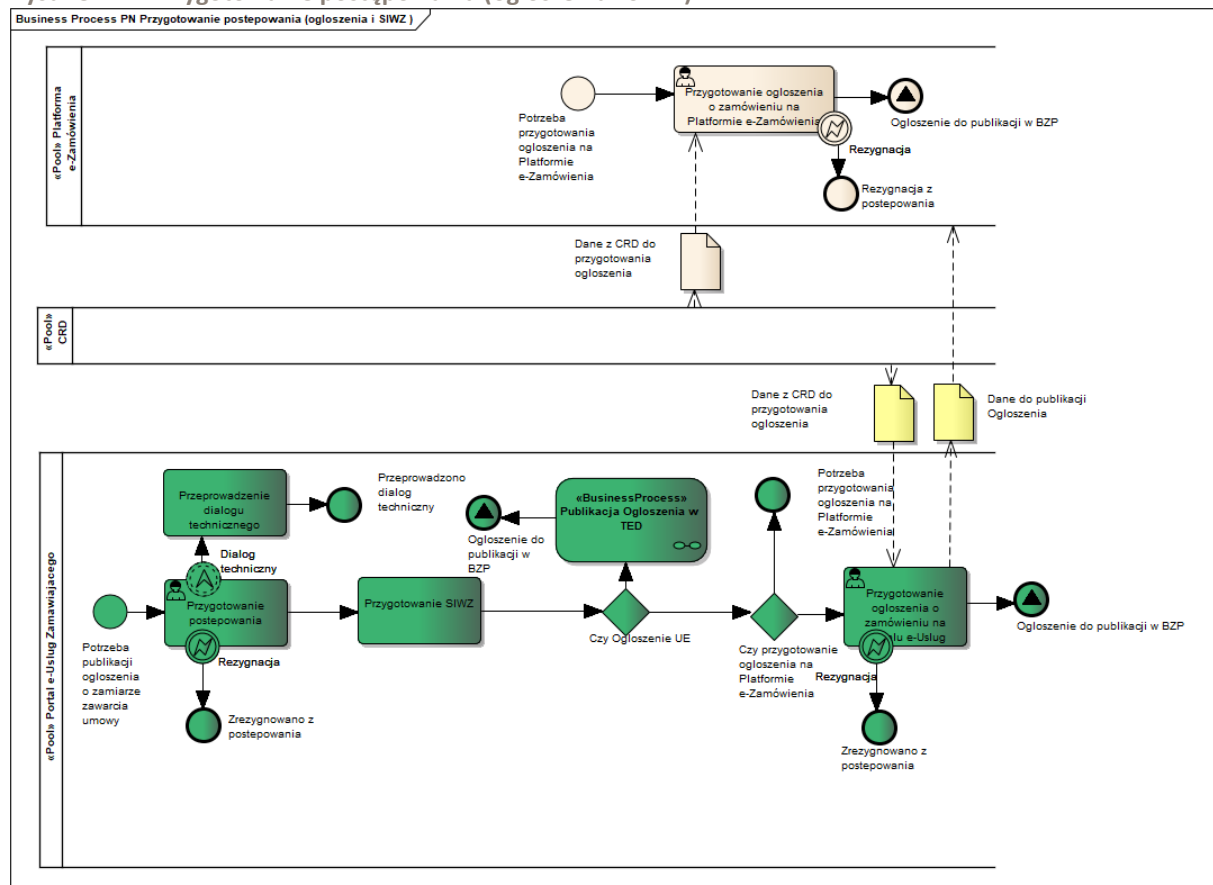 Business Process PN Przygotowanie postepowania (ogloszenia i SIWZ )
«Pool» Platforma
e-Zamówienia
Potrzeba
przygotowania
ogloszenia na
Platformie
e-Zamówienia
Przygotowanie ogloszenia
o zamówieniu na
Platformie e-Zamówienia
Ogloszenie do publikacji w BZP
Rezygnacja
Rezygnacja z
postepowania
Dane z CRD do
przygotowania
ogloszenia
«Pool»
CRD
Dane z CRD do
przygotowania
ogloszenia
Dane do publikacji
Ogloszenia
«Pool» Portal e-Uslug Zamawiajacego
Przeprowadzenie
dialogu
technicznego
Przeprowadzono
dialog
techniczny
Dialog
techniczny
Potrzeba
publikacji
ogloszenia
o zamiarze
zawarcia
umowy
Przygotowanie
postepowania
Rezygnacja
Zrezygnowano z
postepowania
Przygotowanie SIWZ
Ogloszenie do
publikacji w
BZP
«BusinessProcess»
Publikacja Ogloszenia w
TED
Czy Ogloszenie UE
Potrzeba
przygotowania
ogloszenia na
Platformie
e-Zamówienia
Czy przygotowanie
ogloszenia na
Platformie
e-Zamówienia
Przygotowanie
ogloszenia o
zamówieniu na
e-Uslug
Rezygnacja
Zrezygnowano z
postepowania
Ogloszenie do publikacji w BZP